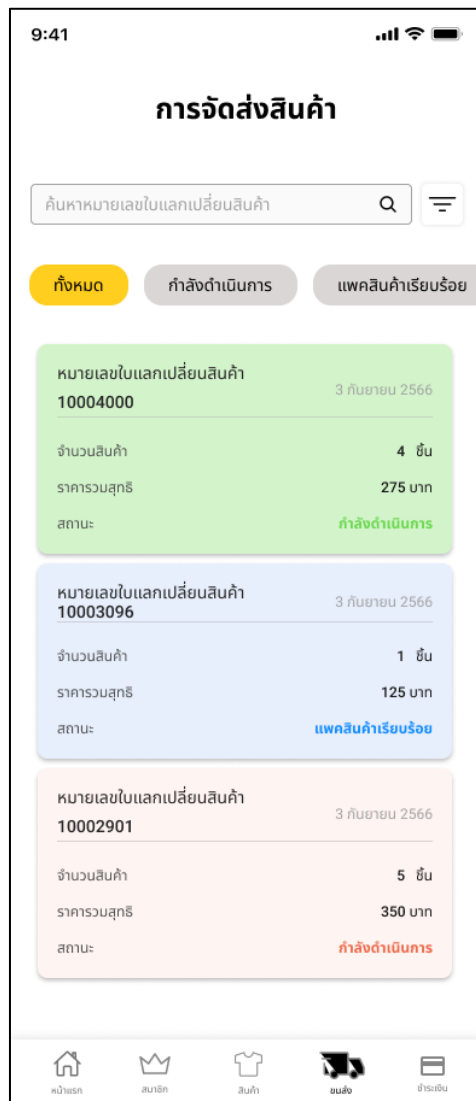 9:41
การจัดส่งสินค้า
ค้นหาหมายเลขใบแลกเปลี่ยนสินค้า
ทั้งหมด กำลังดำเนินการ แพคสินค้าเรียบร้อย
หมายเลขใบแลกเปลี่ยนสินค้า
10004000 3 กันยายน 2566
จำนวนสินค้า 4 ชิ้น
ราคารวมสุทธิ 275 บาท
สถานะ กำลังดำเนินการ
หมายเลขใบแลกเปลี่ยนสินค้า
10003096 3 กันยายน 2566
จำนวนสินค้า 1 ชิ้น
ราคารวมสุทธิ 125 บาท
สถานะ แพคสินค้าเรียบร้อย
หมายเลขใบแลกเปลี่ยนสินค้า
10002901 3 กันยายน 2566
จำนวนสินค้า 5 ชิ้น
ราคารวมสุทธิ 350 บาท
สถานะ กำลังดำเนินการ
หน้าแรก สมาชิก สินค้า ขนส่ง ชำระเงิน